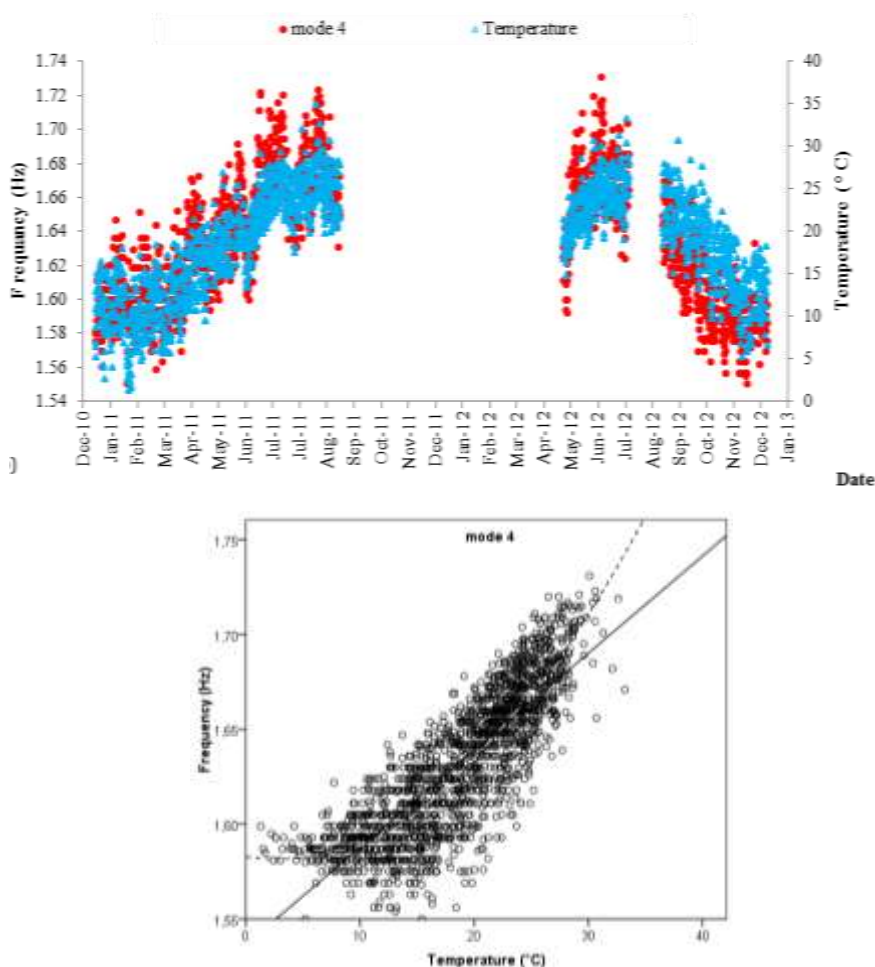 mode 4 Temperature
1.74
1.72
1.70
1.68
1.66
1.64
1.62
1.60
1.58
1.56
1.54
Frequancy (Hz)
40
35
30
25
20
15
10
5
0
Temperature ( ° C)
Dec-10
Jan-11
Feb-11
Mar-11
Apr-11
May-11
Jun-11
Jul-11
Jul-11
Aug-11
Sep-11
Oct-11
Nov-11
Dec-11
Jan-12
Feb-12
Mar-12
Apr-12
May-12
Jun-12
Jul-12
Aug-12
Sep-12
Oct-12
Nov-12
Dec-12
Jan-13
)
Date
mode 4
1,75
1,70
1,65
1,60
1,55
Frequency (Hz)
0 10 20 30 40
Temperature (°C)